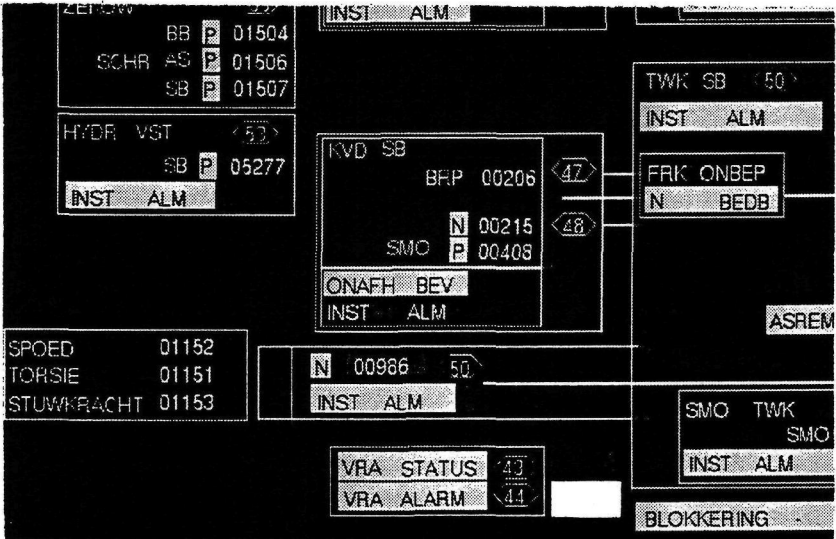 INST ALM
BB P 01504
SCHR AS P 01506
SB P 01507
HYDR VST 53
SB P 05277
INST ALM
KVD SB
BRP 00206 47
N 00215 48
SMO P 00408
ONAFH BEV
INST ALM
TWK SB 50
INST ALM
FRK ONBEP
N BEDB
ASREM
SPOED 01152
TORSIE 01151
STUWKRACHT 01153
N 00986 50
INST ALM
SMO TWK
SMO
INST ALM
VRA STATUS 43
VRA ALARM 44
BLOKKERING -